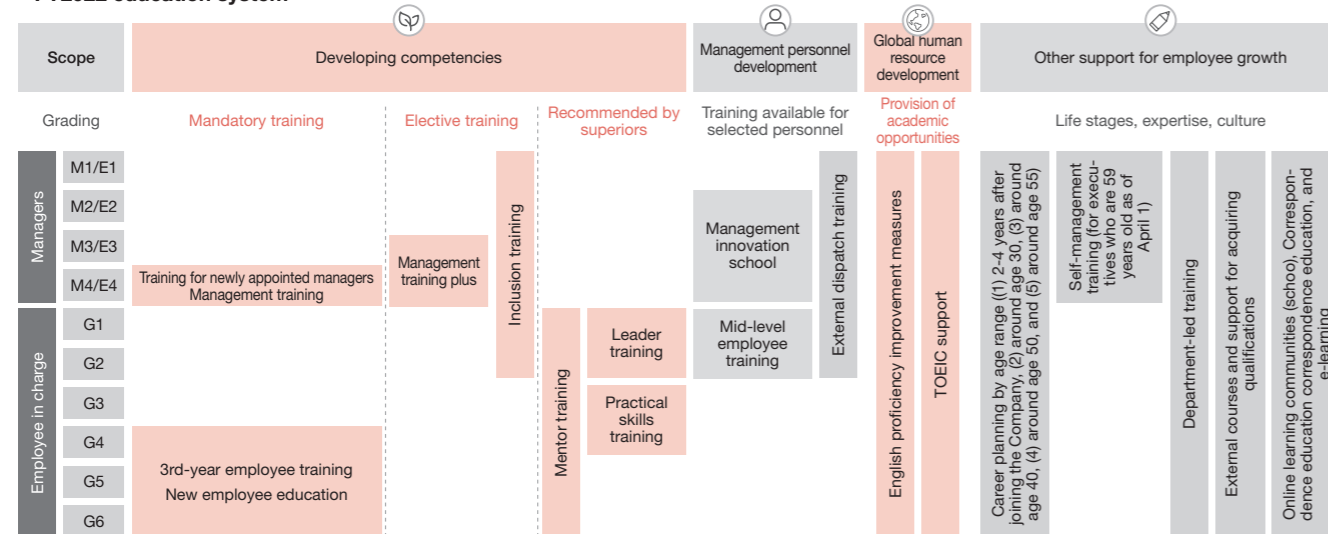 FY2022 education system
Scope
Developing competencies
Management personnel
development
Global human
resource
development
Other support for employee growth
Grading
Mandatory training
Elective training
Recommended by
superiors
Training available for
selected personnel
Provision of
academic
opportunities
Life stages, expertise, culture
Managers
M1/E1
M2/E2
M3/E3
M4/E4
Employee in charge
G1
G2
G3
G4
G5
G6
Training for newly appointed managers
Management training
3rd-year employee training
New employee education
Management
training plus
Inclusion training
Mentor training
Leader
training
Practical
skills
training
Management
innovation
school
Mid-level
employee
training
External dispatch training
English proficiency improvement measures
TOEIC support
Career planning by age range ((1) 2-4 years after
joining the Company, (2) around age 30, (3) around
age 40, (4) around age 50, and (5) around age 55)
Self-management
training (for execu-
tives who are 59
years old as of
April 1)
Department-led training
External courses and support for acquiring
qualifications
Online learning communities (schoo), Correspon-
dence education correspondence education, and
e-learning